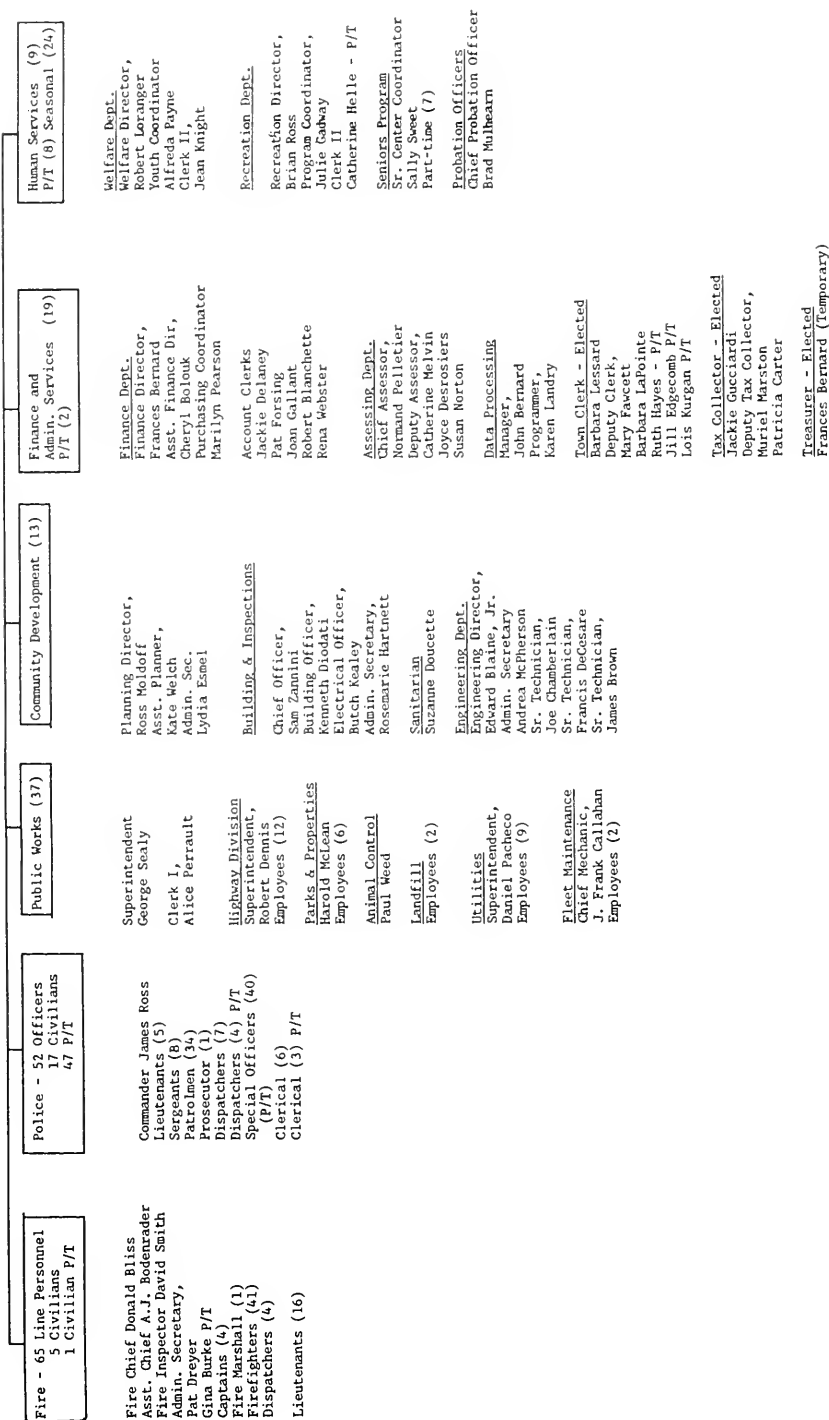 Fire - 65 Line Personnel
5 Civilians
1 Civilian P/T
Fire Chief Donald Bliss
Asst. Chief A.J. Bodenrader
Fire Inspector David Smith
Admin. Secretary,
Pat Dreyer
Gina Burke P/T
Captains (4)
Fire Marshall (1)
Firefighters (41)
Dispatchers (4)
Lieutenants (16)
Police - 52 Officers
17 Civilians
47 P/T
Commander James Ross
Lieutenants (5)
Sergeants (8)
Patrolmen (34)
Prosecutor (1)
Dispatchers (7)
Dispatchers (4) P/T
Special Officers (40)
(P/T)
Clerical (6)
Clerical (3) P/T
Public Works (37)
Superintendent
George Sealy
Clerk I,
Alice Perrault
Highway Division
Superintendent,
Robert Dennis
Employees (12)
Parks & Properties
Harold McLean
Employees (6)
Animal Control
Paul Weed
Landfill
Employees (2)
Utilities
Superintendent,
Daniel Pacheco
Employees (9)
Fleet Maintenance
Chief Mechanic,
J. Frank Callahan
Employees (2)
Community Development (13)
Planning Director,
Ross Moldoff
Asst. Planner,
Kate Welch
Admin. Sec.
Lydia Esmel
Building & Inspections
Chief Officer,
Sam Zannini
Building Officer,
Kenneth Diodati
Electrical Officer,
Butch Kealey
Admin. Secretary,
Rosemarie Hartnett
Sanitarian
Suzanne Doucette
Engineering Dept.
Engineering Director,
Edward Blaine, Jr.
Admin. Secretary
Andrea McPherson
Sr. Technician,
Joe Chamberlain
Sr. Technician,
Francis DeCesare
Sr. Technician,
James Brown
Finance and
Admin. Services (19)
P/T (2)
Finance Dept.
Finance Director,
Frances Bernard
Asst. Finance Dir,
Cheryl Bolouk
Purchasing Coordinator
Marilyn Pearson
Account Clerks
Jackie Delaney
Pat Forsing
Joan Gallant
Robert Blanchette
Rena Webster
Assessing Dept.
Chief Assessor,
Normand Pelletier
Deputy Assessor,
Catherine Melvin
Joyce Desrosiers
Susan Norton
Data Processing
Manager,
John Bernard
Programmer,
Karen Landry
Town Clerk - Elected
Barbara Lessard
Deputy Clerk,
Mary Fawcett
Barbara LaPointe
Ruth Hayes - P/T
Jill Edgecomb P/T
Lois Kurgan P/T
Tax Collector - Elected
Jackie Gucciardi
Deputy Tax Collector,
Muriel Marston
Patricia Carter
Treasurer - Elected
Frances Bernard (Temporary)
Human Services (9)
P/T (8) Seasonal (24)
Welfare Dept.
Welfare Director,
Robert Loranger
Youth Coordinator
Alfreda Payne
Clerk II,
Jean Knight
Recreation Dept.
Recreation Director,
Brian Ross
Program Coordinator,
Julie Gadway
Clerk II
Catherine Helle - P/T
Seniors Program
Sr. Center Coordinator
Sally Sweet
Part-time (7)
Probation Officers
Chief Probation Officer
Brad Mulhearn